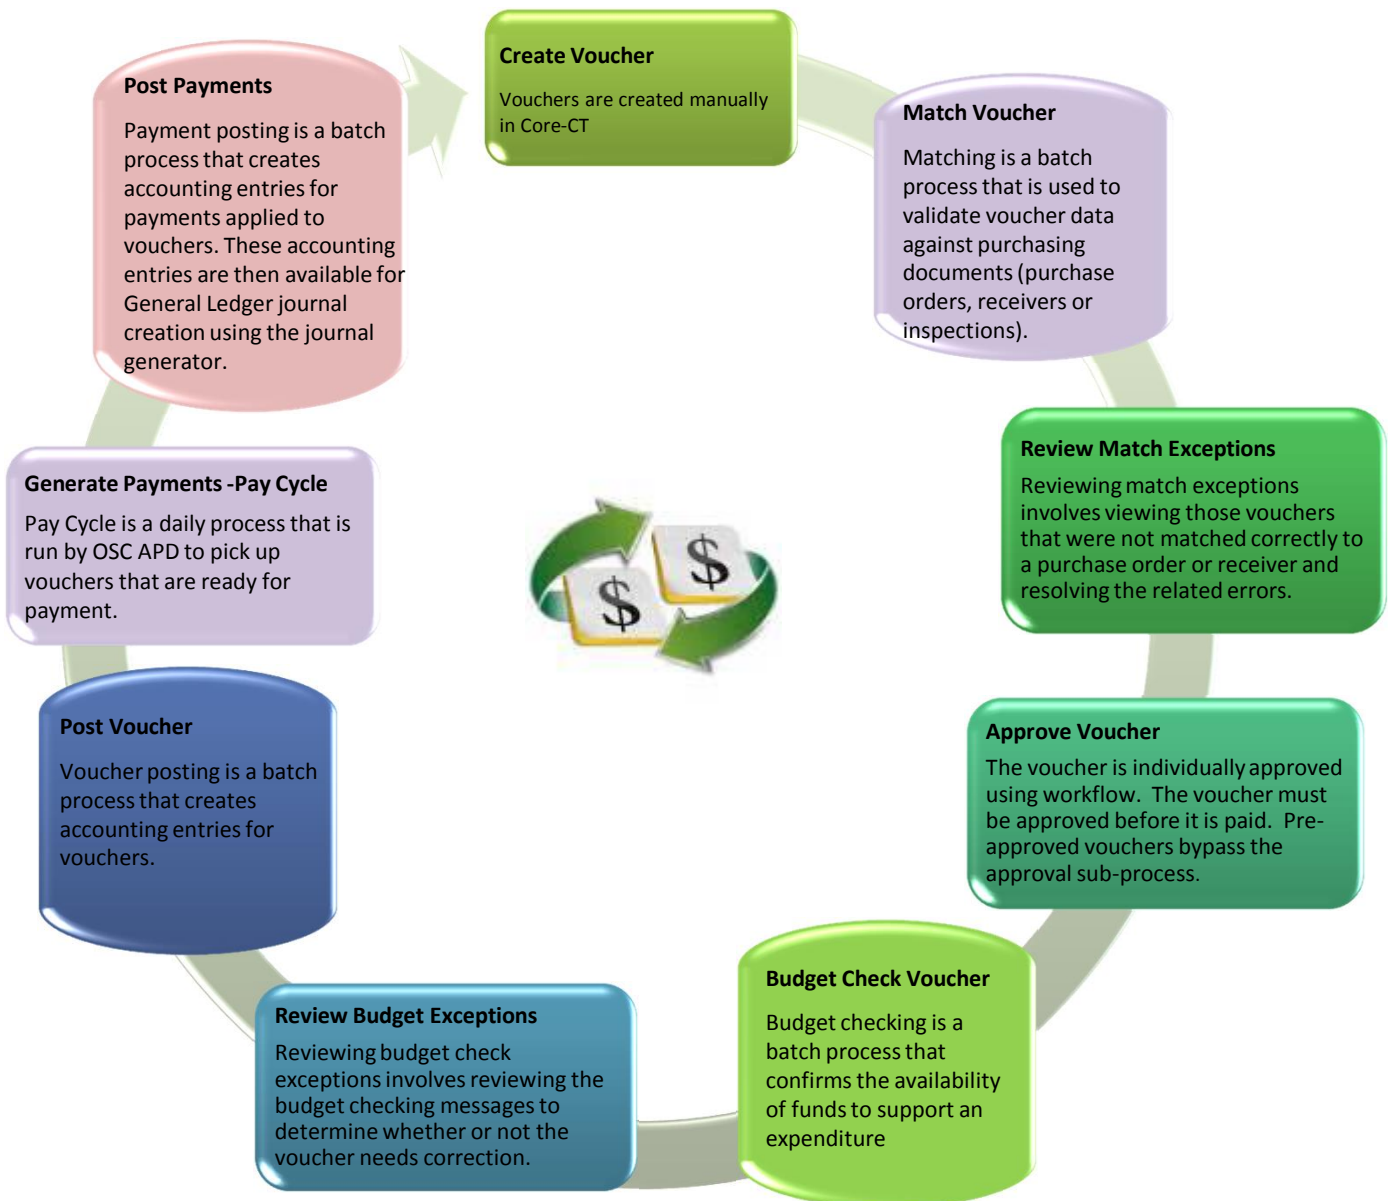 Create Voucher
Vouchers are created manually
in Core-CT
Match Voucher
Matching is a batch
process that is used to
validate voucher data
against purchasing
documents (purchase
orders, receivers or
inspections).
Review Match Exceptions
Reviewing match exceptions
involves viewing those vouchers
that were not matched correctly to
a purchase order or receiver and
resolving the related errors.
Approve Voucher
The voucher is individually approved
using workflow.  The voucher must
be approved before it is paid.  Pre-
approved vouchers bypass the
approval sub-process.
Budget Check Voucher
Budget checking is a
batch process that
confirms the availability
of funds to support an
expenditure
Review Budget Exceptions
Reviewing budget check
exceptions involves reviewing the
budget checking messages to
determine whether or not the
voucher needs correction.
Post Voucher
Voucher posting is a batch
process that creates
accounting entries for
vouchers.
Generate Payments -Pay Cycle
Pay Cycle is a daily process that is
run by OSC APD to pick up
vouchers that are ready for
payment.
Post Payments
Payment posting is a batch
process that creates
accounting entries for
payments applied to
vouchers. These accounting
entries are then available for
General Ledger journal
creation using the journal
generator.
$
$